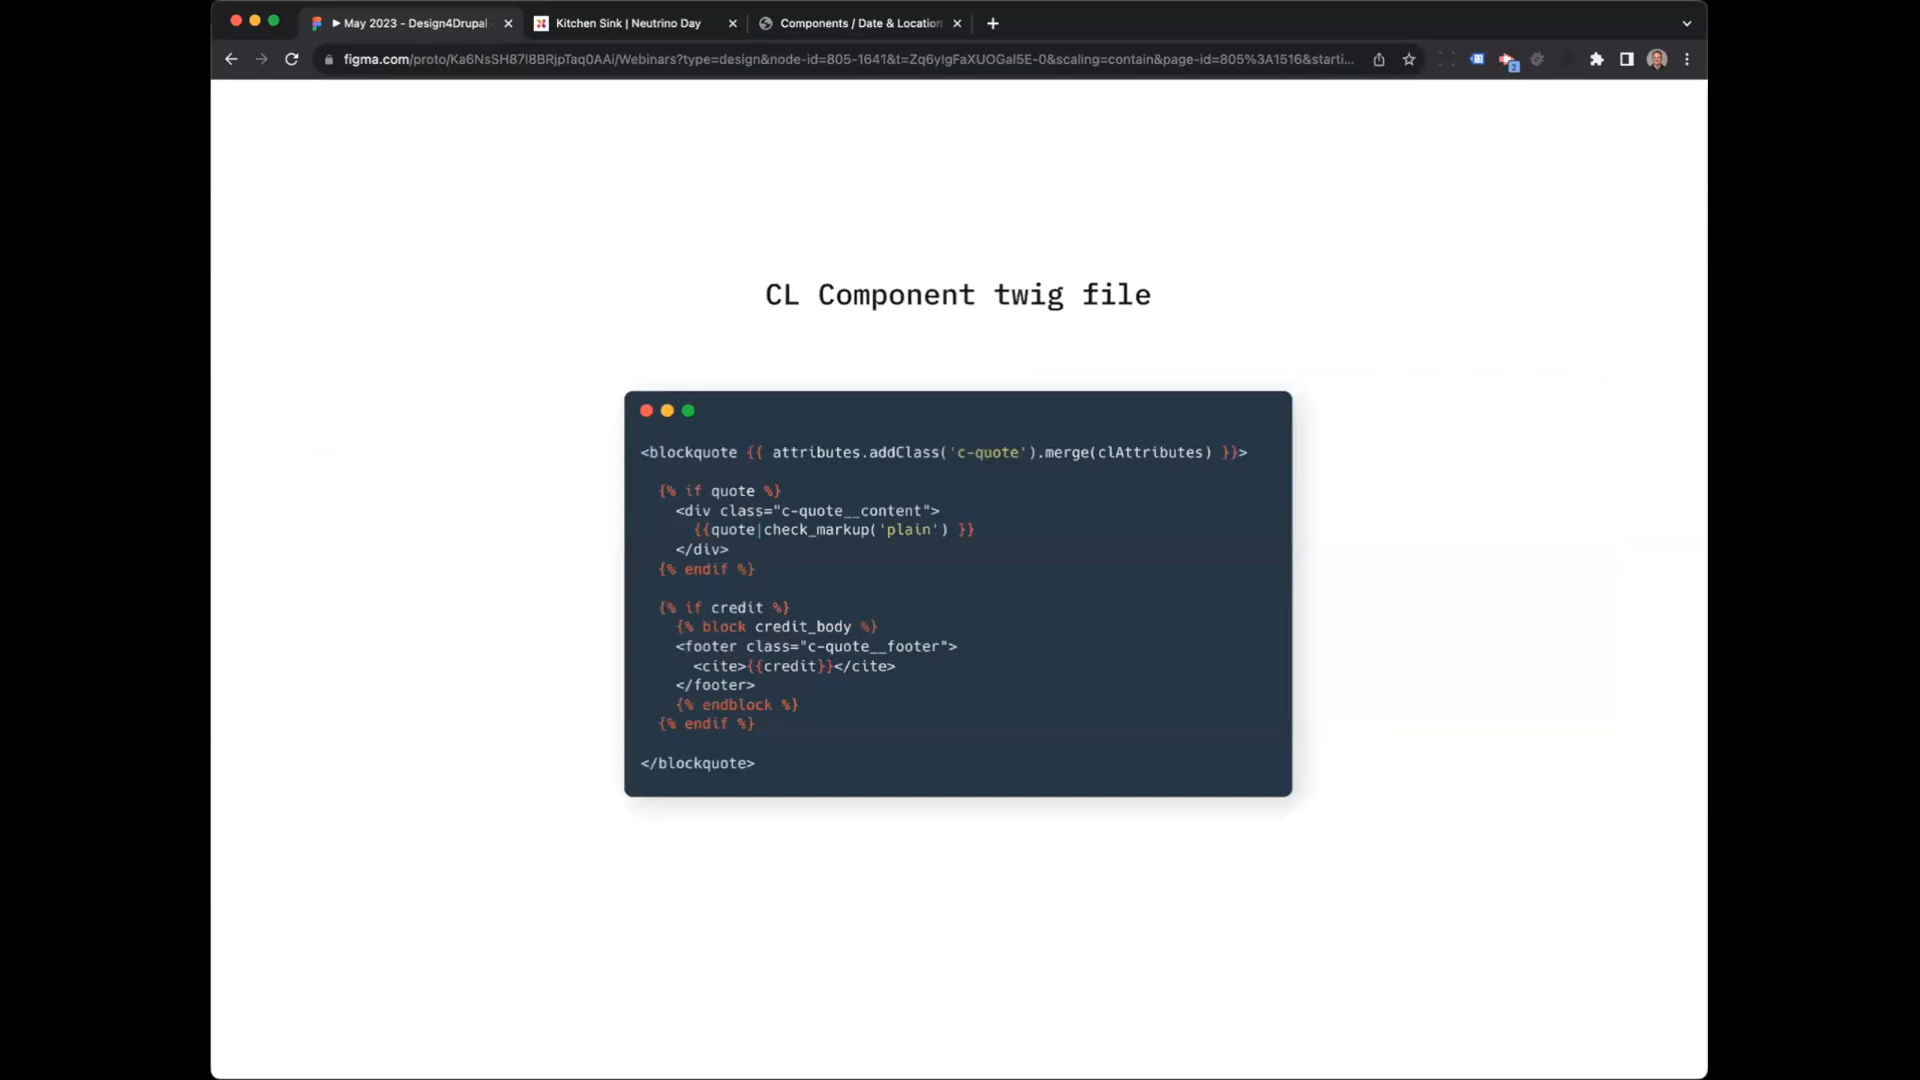 May 2023 - Design4Drupal
Kitchen Sink | Neutrino Day
Components / Date & Location
figma.com/proto/Ka6NsSH87I8BRjpTaq0AAi/Webinars?type=design&node-id=805-1641&t=Zq6yIgFaXUOGal5E-0&scaling=contain&page-id=805%3A1516&starti...
2
CL Component twig file
<blockquote {{ attributes.addClass('c-quote').merge(clAttributes) }}>
{% if quote %}
<div class="c-quote__content">
{{quote|check_markup('plain') }}
</div>
{% endif %}
{% if credit %}
{% block credit_body %}
<footer class="c-quote__footer">
<cite>{{credit}}</cite>
</footer>
{% endblock %}
{% endif %}
</blockquote>